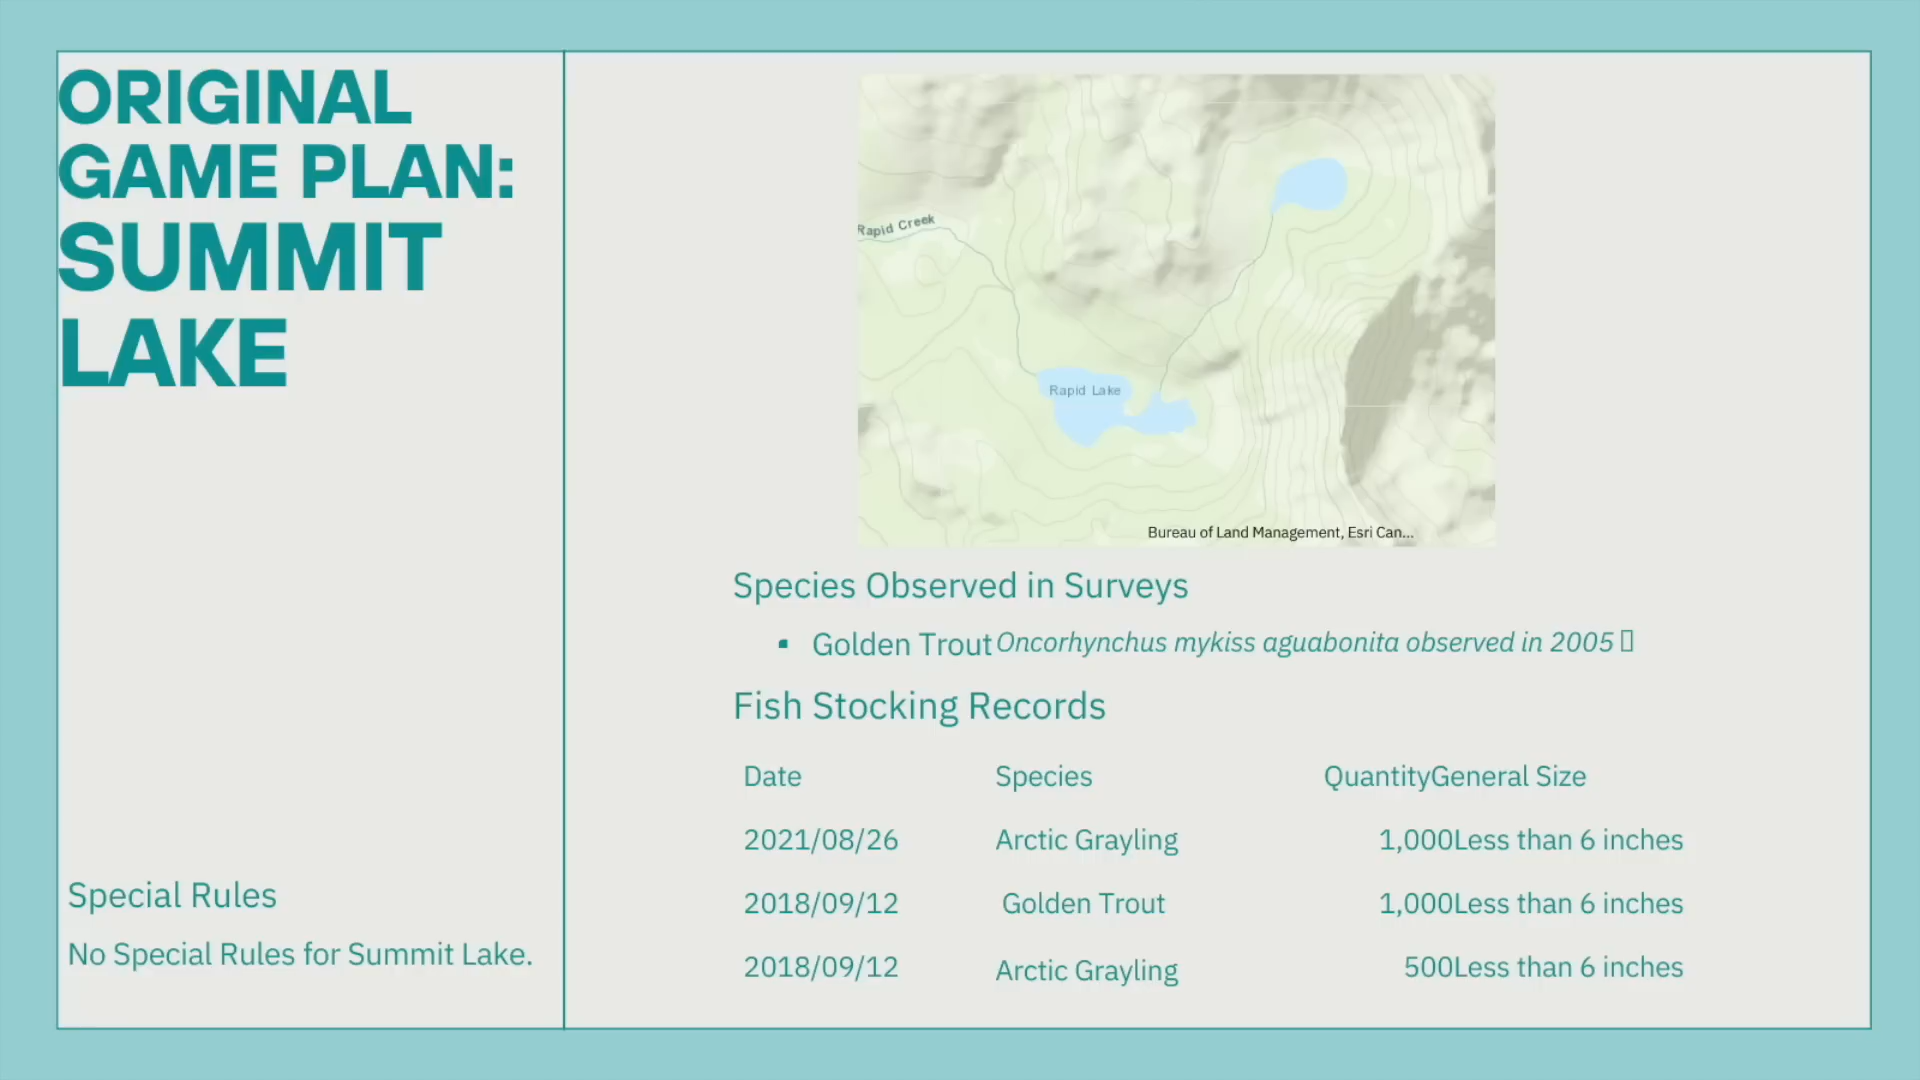 ORIGINAL
GAME PLAN:
SUMMIT
LAKE
Special Rules
No Special Rules for Summit Lake.
Rapid Creek
Rapid Lake
Bureau of Land Management, Esri Can...
Species Observed in Surveys
▪ Golden Trout Oncorhynchus mykiss aguabonita observed in 2005 
Fish Stocking Records
Date Species QuantityGeneral Size
2021/08/26 Arctic Grayling 1,000Less than 6 inches
2018/09/12 Golden Trout 1,000Less than 6 inches
2018/09/12 Arctic Grayling 500Less than 6 inches